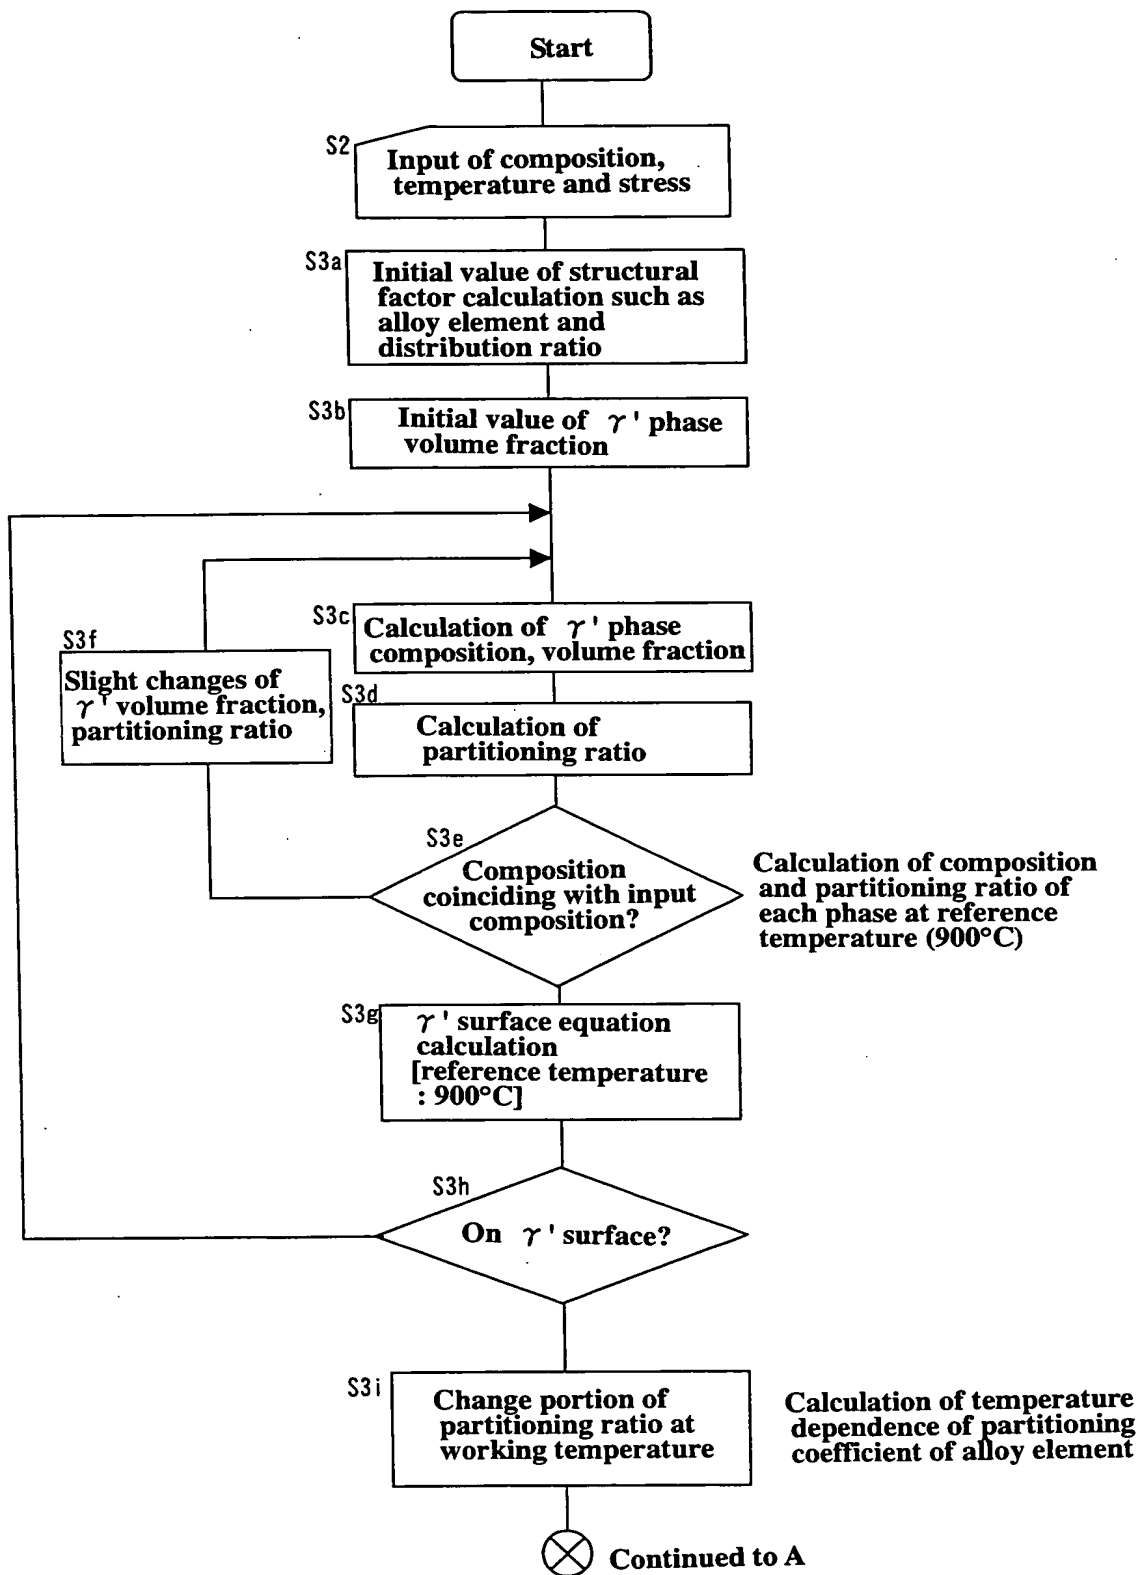 Start
S2
Input of composition,
temperature and stress
S3a
Initial value of structural
factor calculation such as
alloy element and
distribution ratio
S3b
Initial value of γ' phase
volume fraction
S3c
Calculation of γ' phase
composition, volume fraction
S3f
Slight changes of
γ' volume fraction,
partitioning ratio
S3d
Calculation of
partitioning ratio
S3e
Composition
coinciding with input
composition?
Calculation of composition
and partitioning ratio of
each phase at reference
temperature (900°C)
S3g
γ' surface equation
calculation
[reference temperature
: 900°C]
S3h
On γ' surface?
S3i
Change portion of
partitioning ratio at
working temperature
Calculation of temperature
dependence of partitioning
coefficient of alloy element
Continued to A